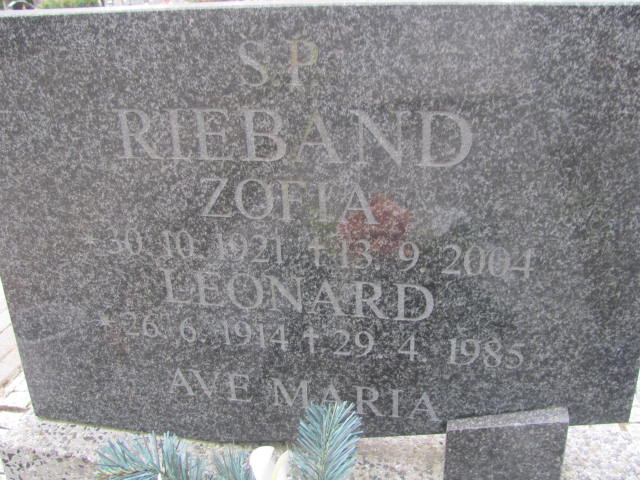 S.P.
RIEBAND
ZOFIA
*30.10.1921 †13.9.2004
LEONARD
*26.6.1914 †29.4.1985
AVE MARIA